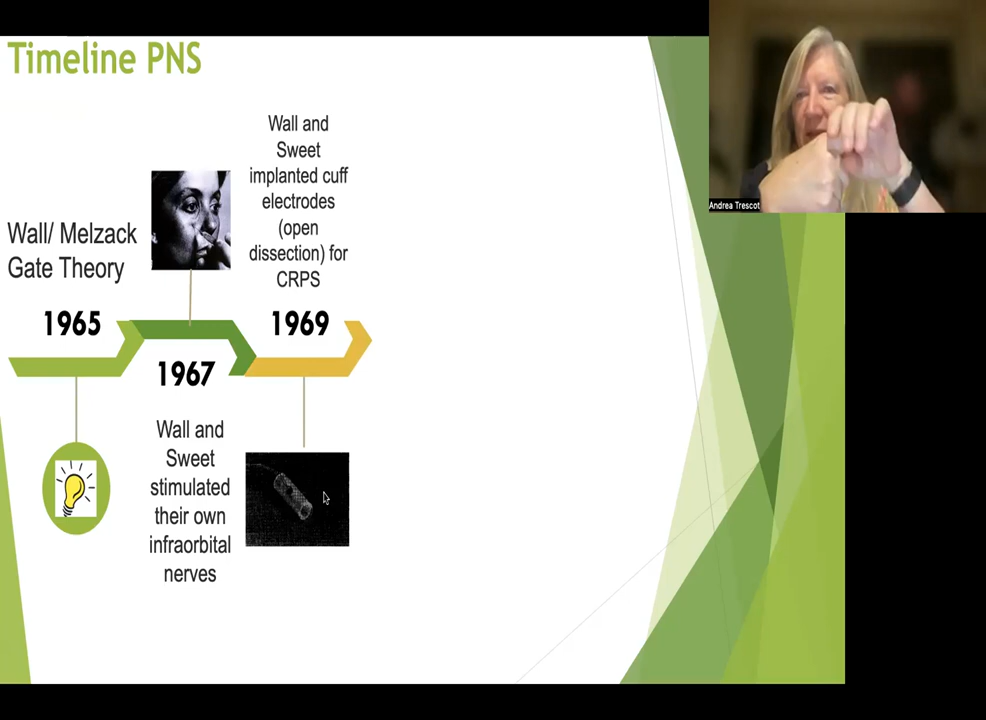 Timeline PNS
Wall/ Melzack
Gate Theory
1965
1967
Wall and
Sweet
stimulated
their own
infraorbital
nerves
Wall and
Sweet
implanted cuff
electrodes
(open
dissection) for
CRPS
1969
Andrea Trescot